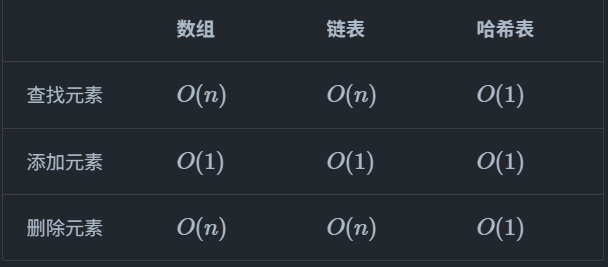 数组 链表 哈希表
查找元素 O(n) O(n) O(1)
添加元素 O(1) O(1) O(1)
删除元素 O(n) O(n) O(1)